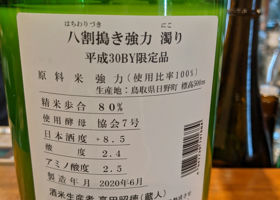 はちわりづき にこ
八割搗き強力 濁り
平成30BY限定品
原料米 強力(使用比率100%)
生産地:鳥取県日野町 標高500m
精米歩合 80%
使用酵母 協会7号
日本酒度 +8.5
酸度 2.4
アミノ酸度 2.5
製造年月 2020年6月
酒米生産者 高田昭徳(蔵人)